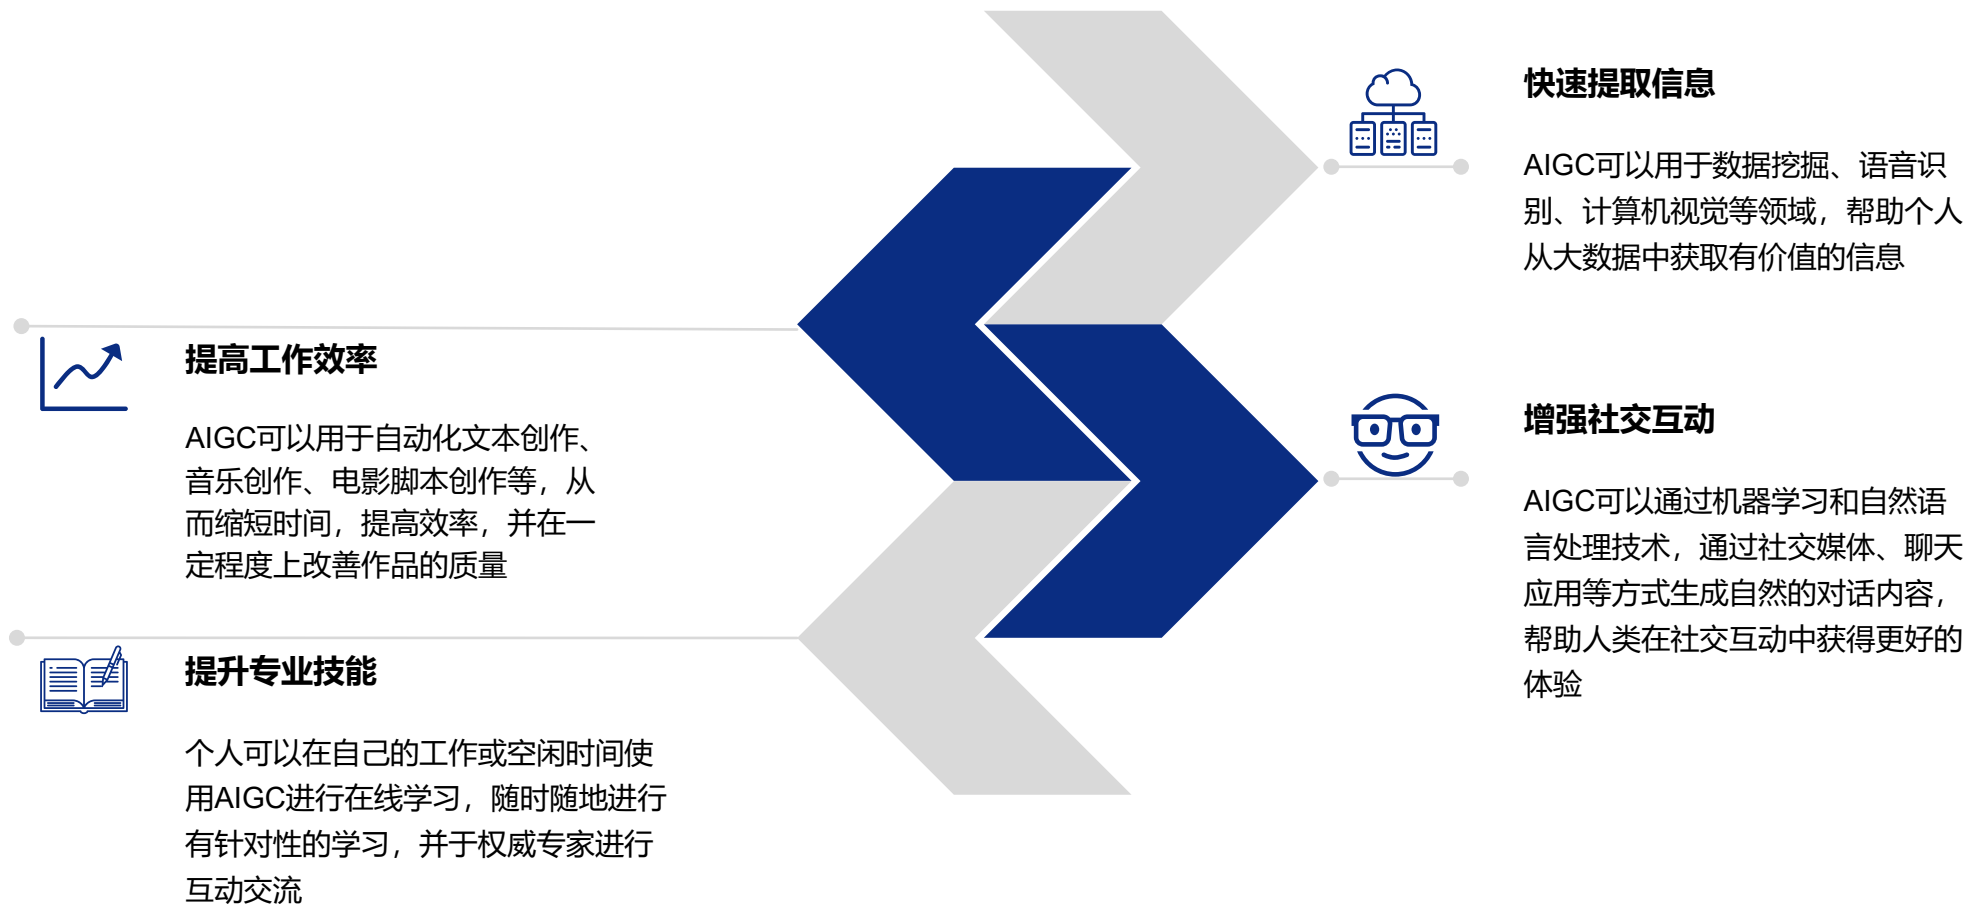 快速提取信息
AIGC可以用于数据挖掘、语音识
别、计算机视觉等领域，帮助个人
从大数据中获取有价值的信息
提高工作效率
AIGC可以用于自动化文本创作、
音乐创作、电影脚本创作等，从
而缩短时间，提高效率，并在一
定程度上改善作品的质量
增强社交互动
AIGC可以通过机器学习和自然语
言处理技术，通过社交媒体、聊天
应用等方式生成自然的对话内容，
帮助人类在社交互动中获得更好的
体验
提升专业技能
个人可以在自己的工作或空闲时间使
用AIGC进行在线学习，随时随地进行
有针对性的学习，并于权威专家进行
互动交流